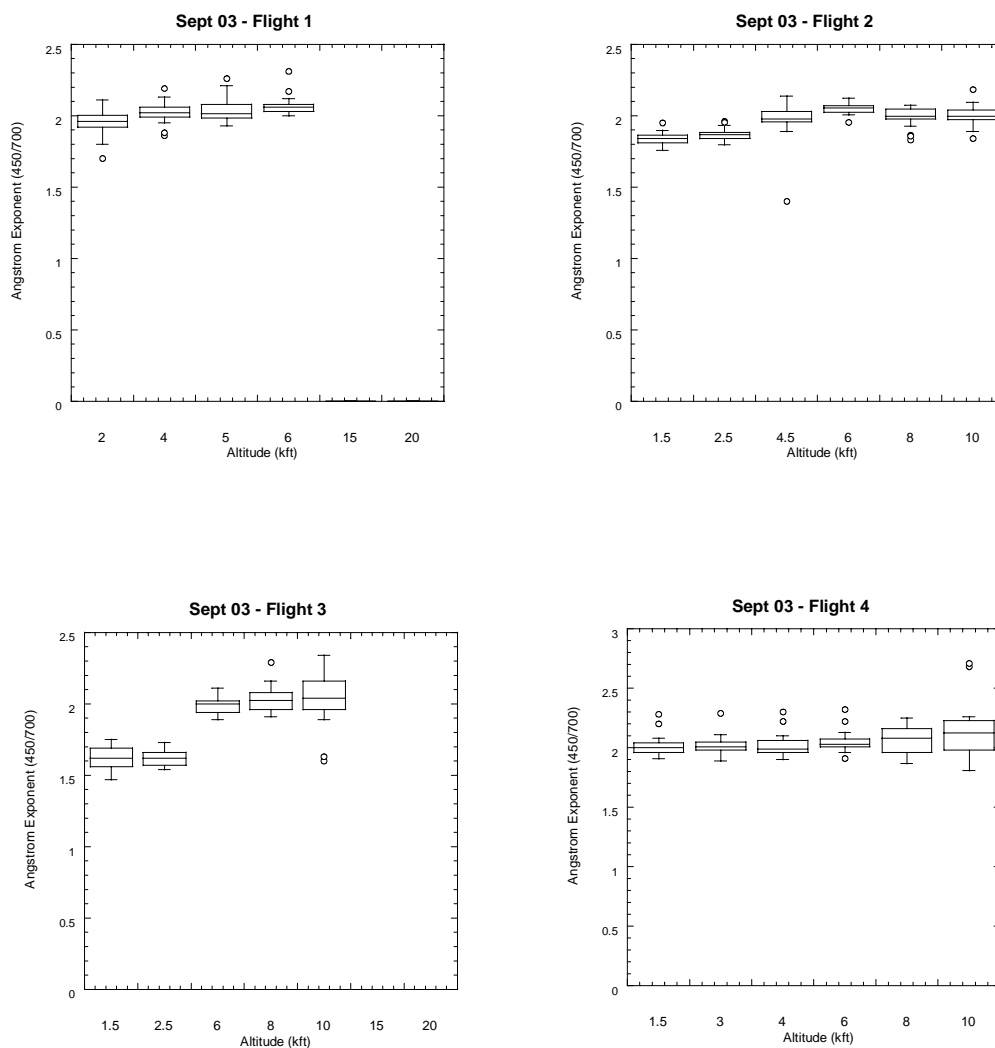 Sept 03 - Flight 1
2.5
2
1.5
1
0.5
0
Angstrom Exponent (450/700)
2 4 5 6 15 20
Altitude (kft)
Sept 03 - Flight 2
2.5
2
1.5
1
0.5
0
Angstrom Exponent (450/700)
1.5 2.5 4.5 6 8 10
Altitude (kft)
Sept 03 - Flight 3
2.5
2
1.5
1
0.5
0
Angstrom Exponent (450/700)
1.5 2.5 6 8 10 15 20
Altitude (kft)
Sept 03 - Flight 4
3
2.5
2
1.5
1
0.5
0
Angstrom Exponent (450/700)
1.5 3 4 6 8 10
Altitude (kft)